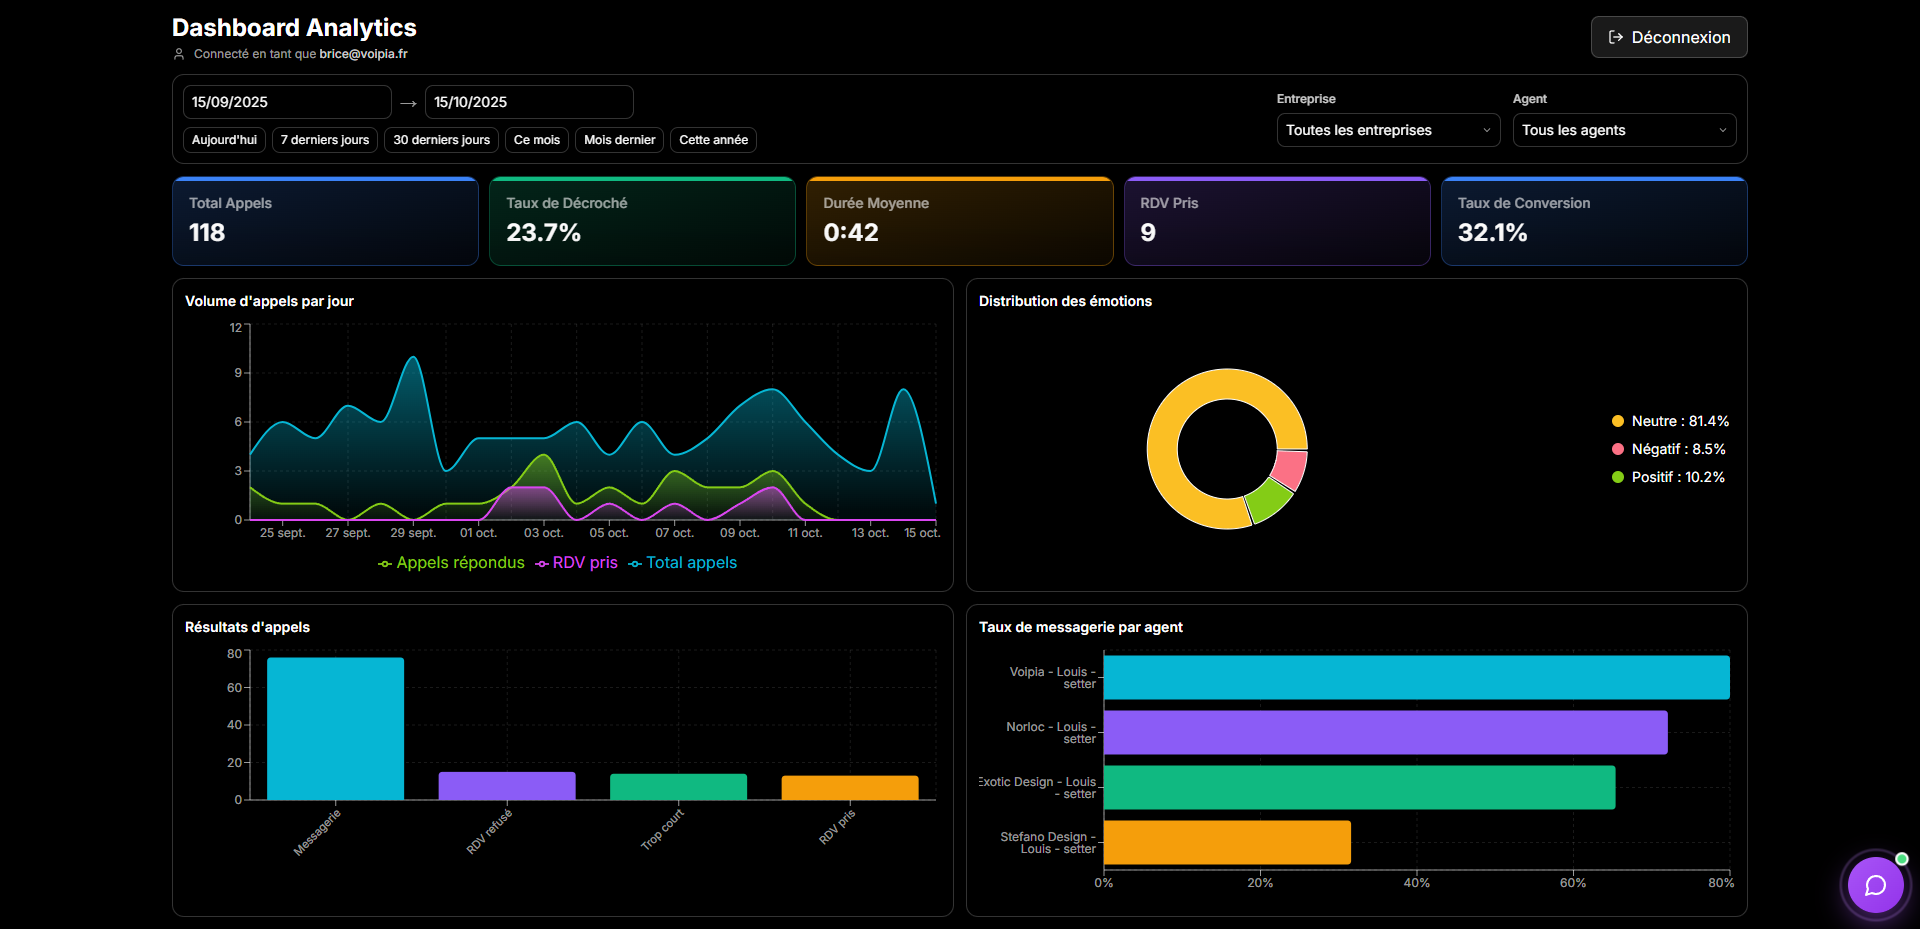 Dashboard Analytics
Connecté en tant que brice@voipia.fr
Déconnexion
15/09/2025 → 15/10/2025
Aujourd'hui 7 derniers jours 30 derniers jours Ce mois Mois dernier Cette année
Entreprise
Toutes les entreprises
Agent
Tous les agents
Total Appels
118
Taux de Décroché
23.7%
Durée Moyenne
0:42
RDV Pris
9
Taux de Conversion
32.1%
Volume d'appels par jour
12
9
6
3
0
25 sept. 27 sept. 29 sept. 01 oct. 03 oct. 05 oct. 07 oct. 09 oct. 11 oct. 13 oct. 15 oct.
Appels répondus RDV pris Total appels
Distribution des émotions
Neutre : 81.4%
Négatif : 8.5%
Positif : 10.2%
Résultats d'appels
80
60
40
20
0
Messagerie RDV refusé Trop court RDV pris
Taux de messagerie par agent
Voipia - Louis -
setter
Norloc - Louis -
setter
Exotic Design - Louis
- setter
Stefano Design -
Louis - setter
0% 20% 40% 60% 80%